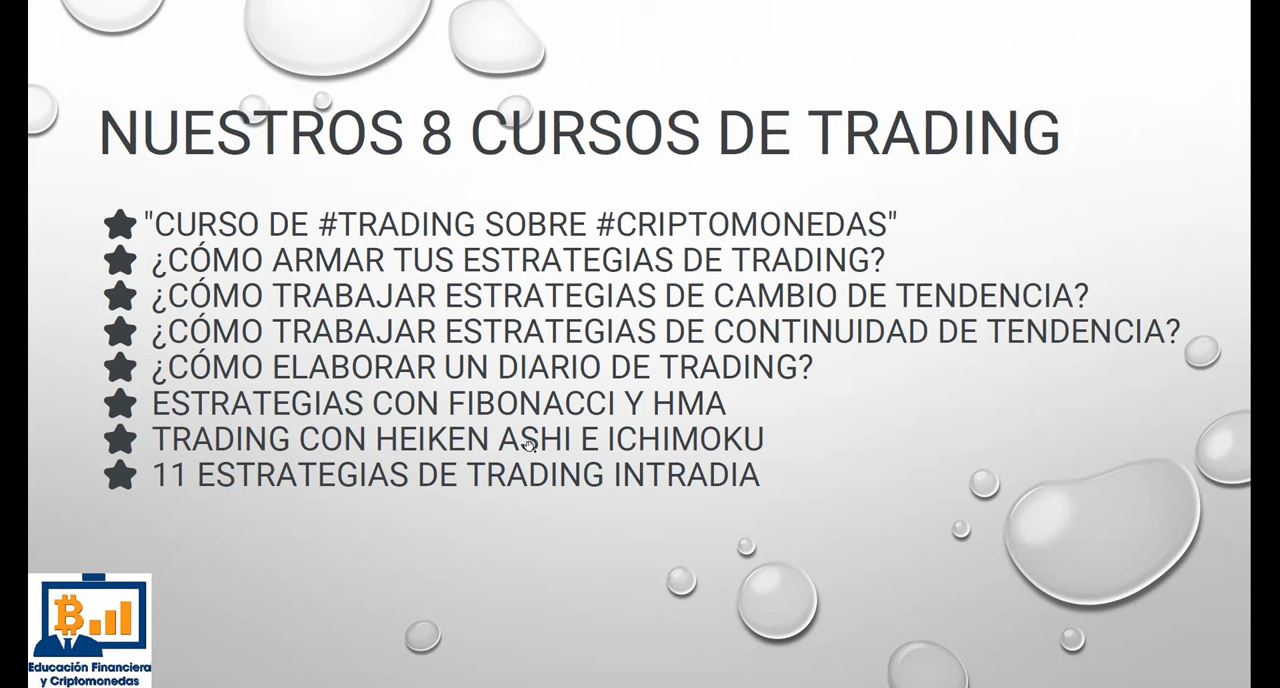 NUESTROS 8 CURSOS DE TRADING
"CURSO DE #TRADING SOBRE #CRIPTOMONEDAS"
¿CÓMO ARMAR TUS ESTRATEGIAS DE TRADING?
¿CÓMO TRABAJAR ESTRATEGIAS DE CAMBIO DE TENDENCIA?
¿CÓMO TRABAJAR ESTRATEGIAS DE CONTINUIDAD DE TENDENCIA?
¿CÓMO ELABORAR UN DIARIO DE TRADING?
ESTRATEGIAS CON FIBONACCI Y HMA
TRADING CON HEIKEN ASHI E ICHIMOKU
11 ESTRATEGIAS DE TRADING INTRADIA
Educación Financiera
y Criptomonedas